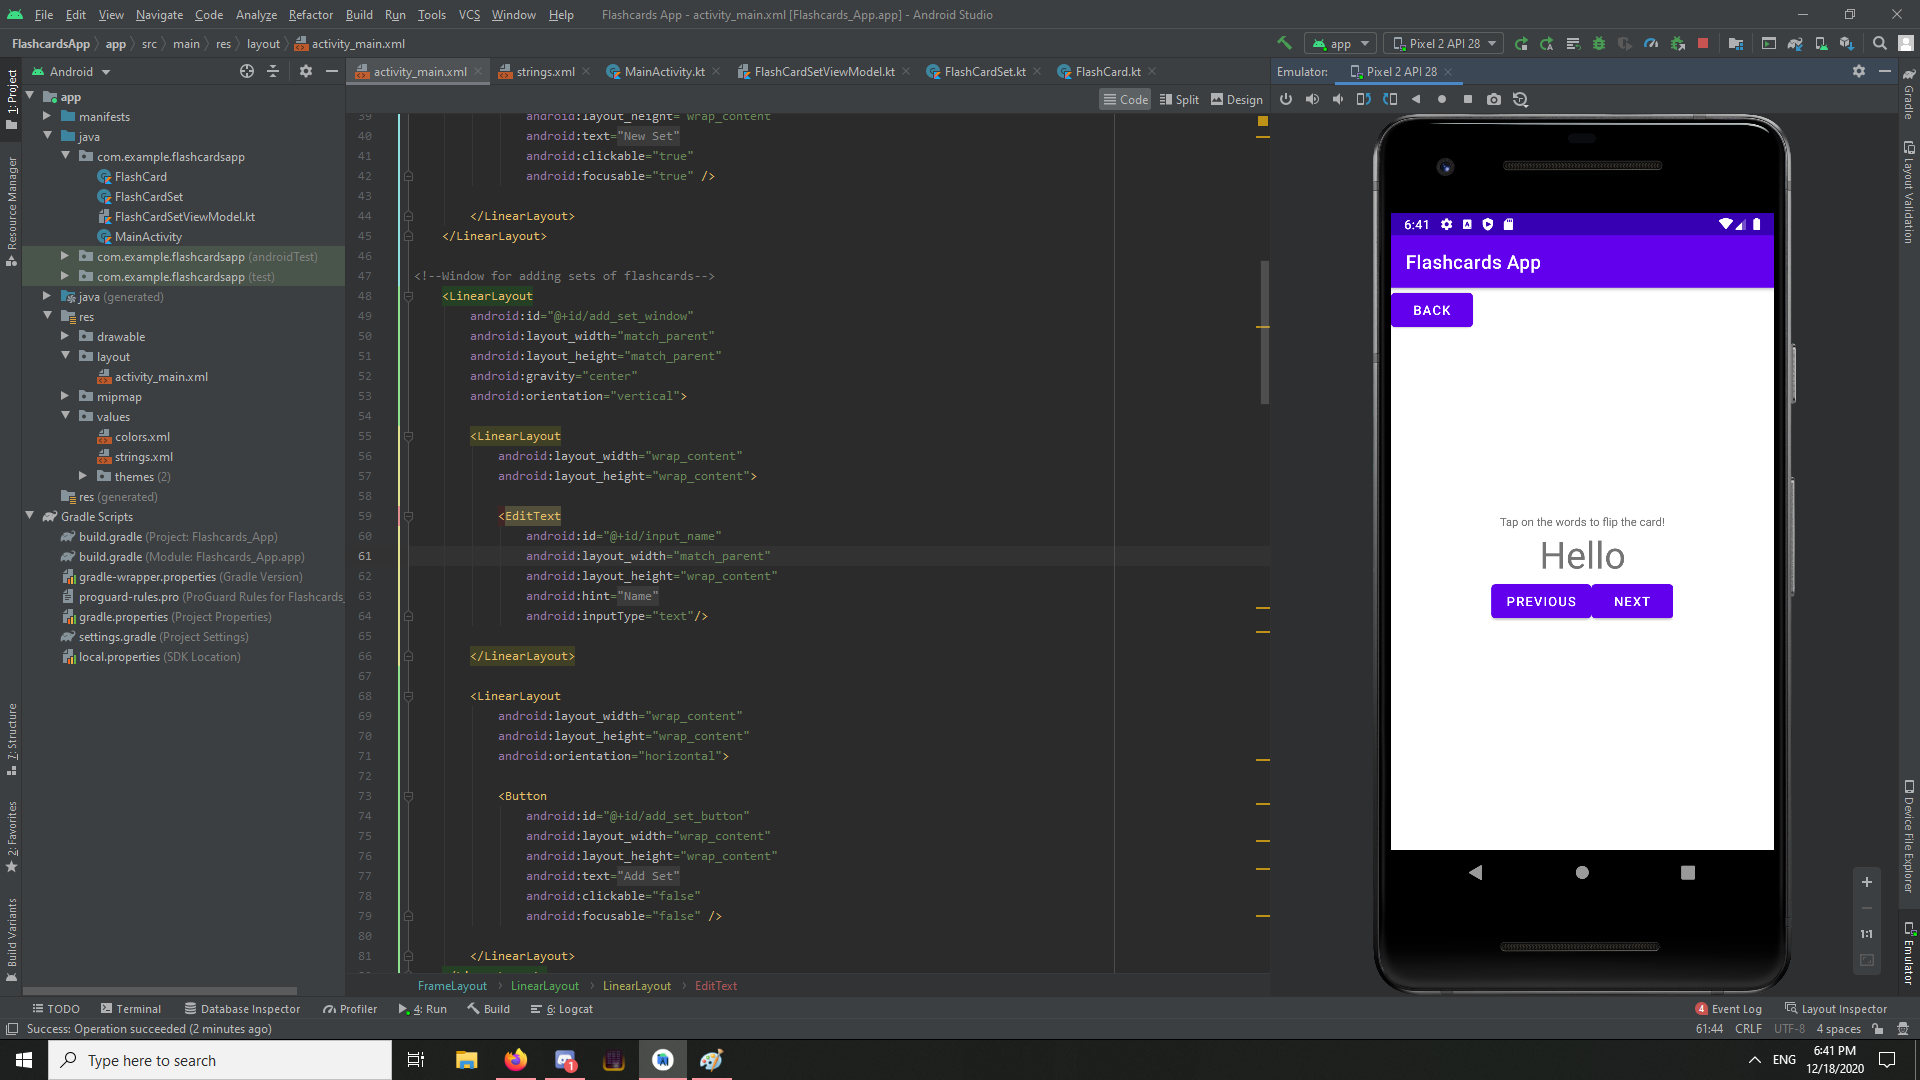 File Edit View Navigate Code Analyze Refactor Build Run Tools VCS Window Help Flashcards App - activity_main.xml [Flashcards_App.app] - Android Studio
FlashcardsApp app src main res layout activity_main.xml
app
Pixel 2 API 28
1: Project
Resource Manager
7: Structure
2: Favorites
Build Variants
Android
app
manifests
java
com.example.flashcardsapp
FlashCard
FlashCardSet
FlashCardSetViewModel.kt
MainActivity
com.example.flashcardsapp (androidTest)
com.example.flashcardsapp (test)
java (generated)
res
drawable
layout
activity_main.xml
mipmap
values
colors.xml
strings.xml
themes (2)
res (generated)
Gradle Scripts
build.gradle (Project: Flashcards_App)
build.gradle (Module: Flashcards_App.app)
gradle-wrapper.properties (Gradle Version)
proguard-rules.pro (ProGuard Rules for Flashcards_
gradle.properties (Project Properties)
settings.gradle (Project Settings)
local.properties (SDK Location)
activity_main.xml strings.xml MainActivity.kt FlashCardSetViewModel.kt FlashCardSet.kt FlashCard.kt
Code Split Design
39 android:layout_height="wrap_content"
40 android:text="New Set"
41 android:clickable="true"
42 android:focusable="true" />
43
44 </LinearLayout>
45 </LinearLayout>
46
47 <!--Window for adding sets of flashcards-->
48 <LinearLayout
49 android:id="@+id/add_set_window"
50 android:layout_width="match_parent"
51 android:layout_height="match_parent"
52 android:gravity="center"
53 android:orientation="vertical">
54
55 <LinearLayout
56 android:layout_width="wrap_content"
57 android:layout_height="wrap_content">
58
59 <EditText
60 android:id="@+id/input_name"
61 android:layout_width="match_parent"
62 android:layout_height="wrap_content"
63 android:hint="Name"
64 android:inputType="text"/>
65
66 </LinearLayout>
67
68 <LinearLayout
69 android:layout_width="wrap_content"
70 android:layout_height="wrap_content"
71 android:orientation="horizontal">
72
73 <Button
74 android:id="@+id/add_set_button"
75 android:layout_width="wrap_content"
76 android:layout_height="wrap_content"
77 android:text="Add Set"
78 android:clickable="false"
79 android:focusable="false" />
80
81 </LinearLayout>
FrameLayout LinearLayout LinearLayout EditText
Emulator: Pixel 2 API 28
6:41
Flashcards App
BACK
Tap on the words to flip the card!
Hello
PREVIOUS NEXT
1:1
Gradle
Layout Validation
Device File Explorer
Emulator
TODO Terminal Database Inspector Profiler 4: Run Build 6: Logcat
4 Event Log Layout Inspector
Success: Operation succeeded (2 minutes ago)
61:44 CRLF UTF-8 4 spaces
Type here to search
1
ENG
6:41 PM
12/18/2020